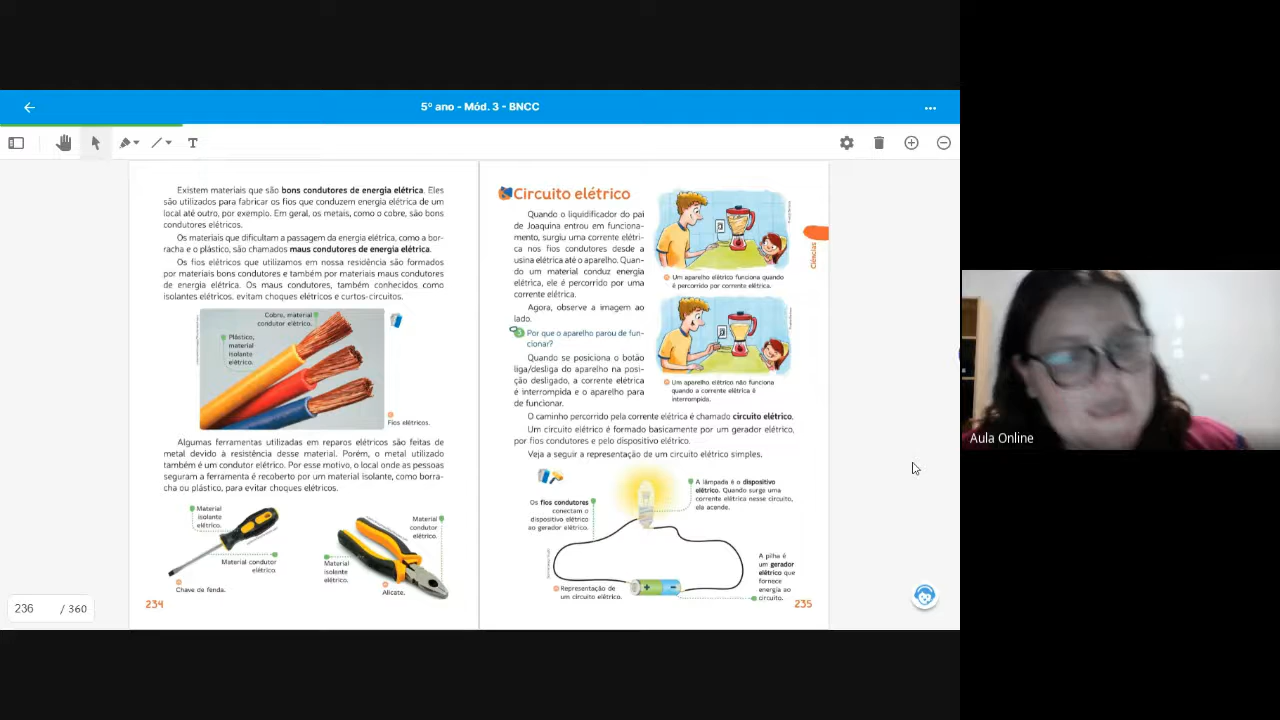 5º ano - Mód. 3 - BNCC
T
Existem materiais que são bons condutores de energia elétrica. Eles
são utilizados para fabricar os fios que conduzem energia elétrica de um
local até outro, por exemplo. Em geral, os metais, como o cobre, são bons
condutores elétricos.
Os materiais que dificultam a passagem da energia elétrica, como a bor-
racha e o plástico, são chamados maus condutores de energia elétrica.
Os fios elétricos que utilizamos em nossa residência são formados
por materiais bons condutores e também por materiais maus condutores
de energia elétrica. Os maus condutores, também conhecidos como
isolantes elétricos, evitam choques elétricos e curtos-circuitos.
Cobre, material
condutor elétrico.
Plástico,
material
isolante
elétrico.
Fios elétricos.
Algumas ferramentas utilizadas em reparos elétricos são feitas de
metal devido à resistência desse material. Porém, o metal utilizado
também é um condutor elétrico. Por esse motivo, o local onde as pessoas
seguram a ferramenta é recoberto por um material isolante, como borra-
cha ou plástico, para evitar choques elétricos.
Material
isolante
elétrico.
Material condutor
elétrico.
Chave de fenda.
Material
condutor
elétrico.
Material
isolante
elétrico.
Alicate.
234
Circuito elétrico
Quando o liquidificador do pai
de Joaquina entrou em funciona-
mento, surgiu uma corrente elétri-
ca nos fios condutores desde a
usina elétrica até o aparelho. Quan-
do um material conduz energia
elétrica, ele é percorrido por uma
corrente elétrica.
Agora, observe a imagem ao
lado.
3 Por que o aparelho parou de fun-
cionar?
Quando se posiciona o botão
liga/desliga do aparelho na posi-
ção desligado, a corrente elétrica
é interrompida e o aparelho para
de funcionar.
Um aparelho elétrico funciona quando
é percorrido por corrente elétrica.
Um aparelho elétrico não funciona
quando a corrente elétrica é
interrompida.
Ciências
O caminho percorrido pela corrente elétrica é chamado circuito elétrico.
Um circuito elétrico é formado basicamente por um gerador elétrico,
por fios condutores e pelo dispositivo elétrico.
Veja a seguir a representação de um circuito elétrico simples.
Os fios condutores
conectam o
dispositivo elétrico
ao gerador elétrico.
A lâmpada é o dispositivo
elétrico. Quando surge uma
corrente elétrica nesse circuito,
ela acende.
A pilha é
um gerador
elétrico que
fornece
energia ao
circuito.
+ -
Representação de
um circuito elétrico.
235
236 / 360
Aula Online